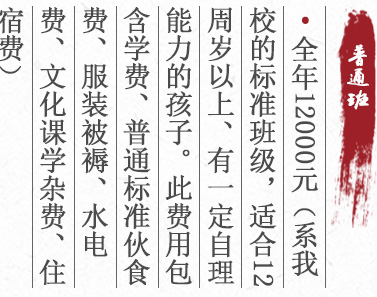 普通班
• 全年12000元（系我
校的标准班级，适合12
周岁以上、有一定自理
能力的孩子。此费用包
含学费、普通标准伙食
费、服装被褥、水电
费、文化课学杂费、住
宿费）